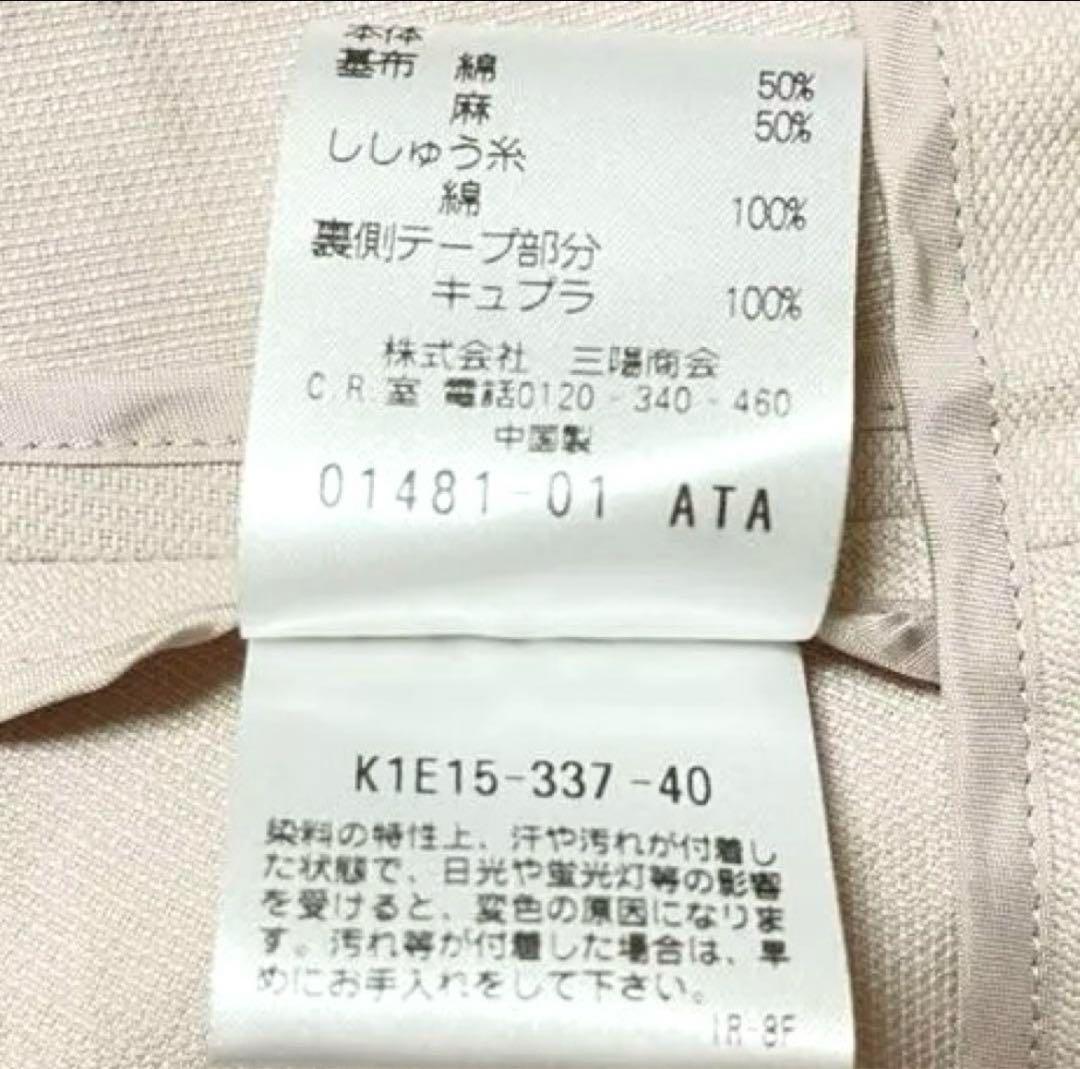 本体
基布 綿 50%
麻 50%
ししゅう糸
綿 100%
裏側テープ部分
キュプラ 100%
株式会社 三陽商会
C.R.室 電話0120-340-460
中国製
01481-01 ATA
K1E15-337-40
染料の特性上、汗や汚れが付着し
た状態で、日光や蛍光灯等の影響
を受けると、変色の原因になりま
す。汚れ等が付着した場合は、早
めにお手入れをして下さい。
IR-8F